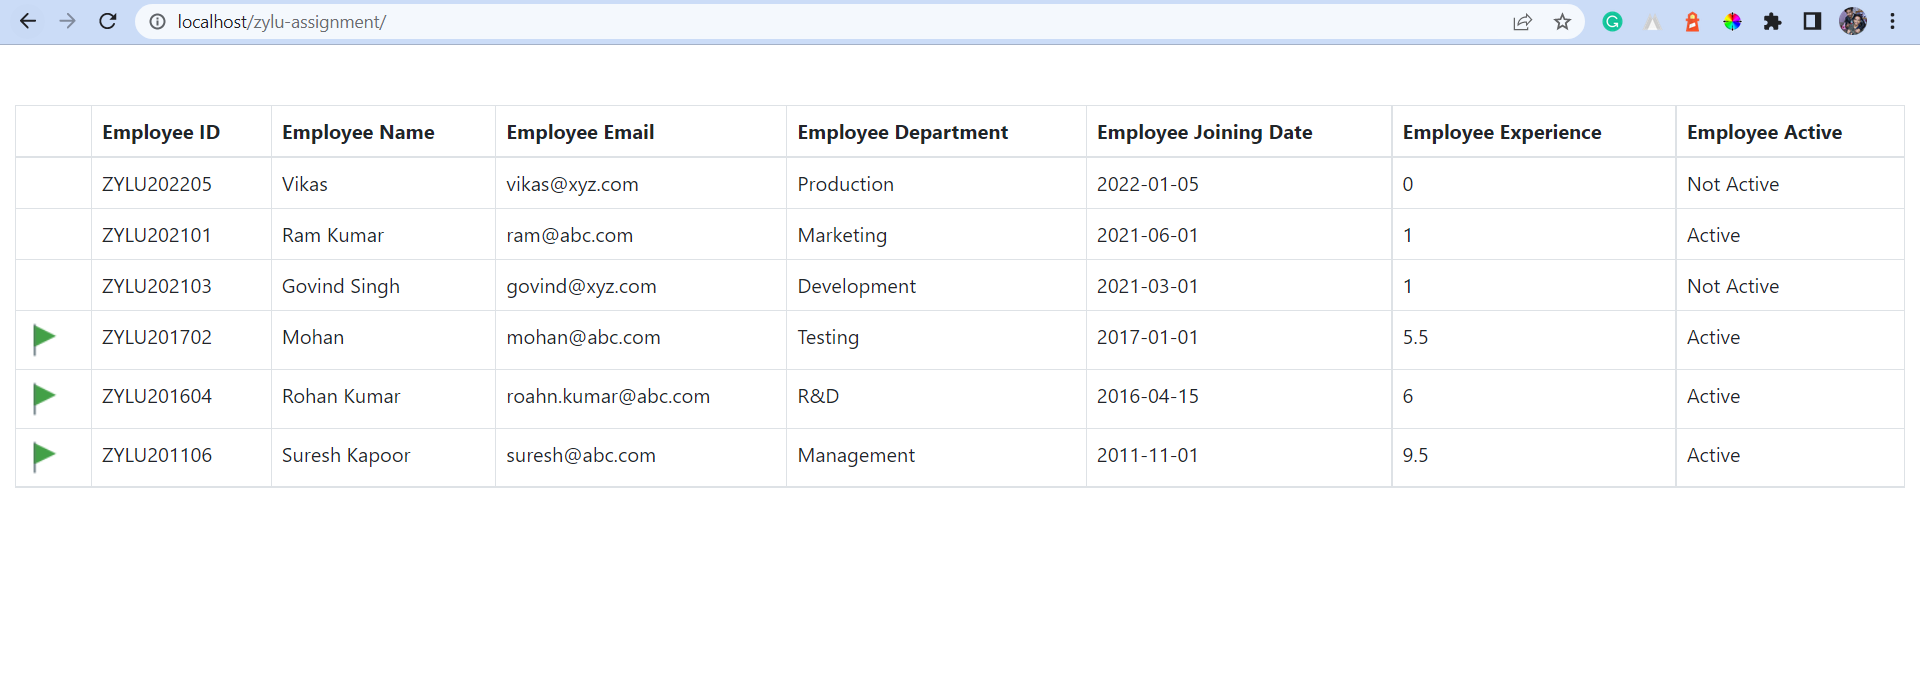 localhost/zylu-assignment/
Employee ID Employee Name Employee Email Employee Department Employee Joining Date Employee Experience Employee Active
ZYLU202205 Vikas vikas@xyz.com Production 2022-01-05 0 Not Active
ZYLU202101 Ram Kumar ram@abc.com Marketing 2021-06-01 1 Active
ZYLU202103 Govind Singh govind@xyz.com Development 2021-03-01 1 Not Active
ZYLU201702 Mohan mohan@abc.com Testing 2017-01-01 5.5 Active
ZYLU201604 Rohan Kumar roahn.kumar@abc.com R&D 2016-04-15 6 Active
ZYLU201106 Suresh Kapoor suresh@abc.com Management 2011-11-01 9.5 Active